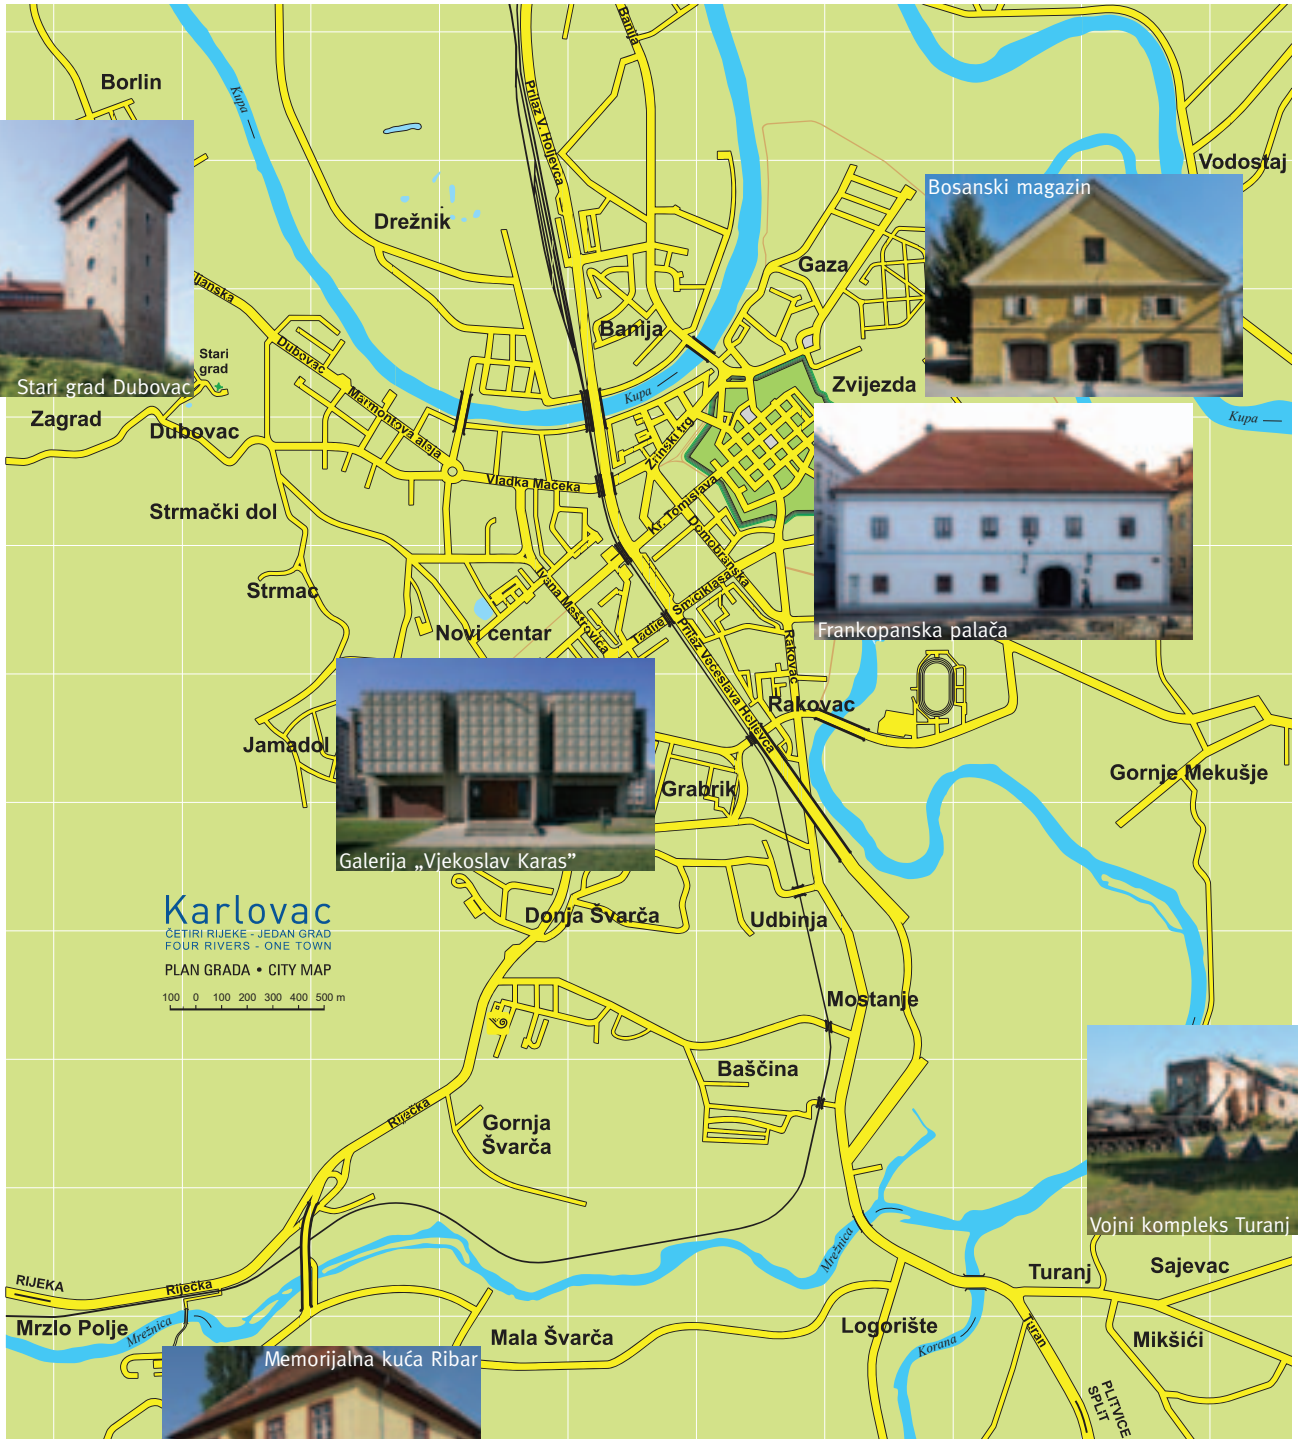 Banija
Borlin
Kupa
Prilaz V. Holjevca
Vodostaj
Bosanski magazin
Drežnik
Gaza
Banija
Dubovac
Stari
grad
Kupa
Zvijezda
Stari grad Dubovac
Marmontova aleja
Zrinski trg
Kupa
Zagrad
Dubovac
Vladka Mačeka
Kr. Tomislava
Strmački dol
Domobranska
Strmac
Ivana Meštrovića
Tadije Smičiklasa
Novi centar
Frankopanska palača
Prilaz Većeslava Holjevca
Rakovac
Rakovac
Jamadol
Gornje Mekušje
Grabrik
Galerija „Vjekoslav Karas”
Karlovac
ČETIRI RIJEKE - JEDAN GRAD
FOUR RIVERS - ONE TOWN
PLAN GRADA • CITY MAP
100 0 100 200 300 400 500 m
Donja Švarča
Udbinja
Mostanje
Baščina
Riječka
Gornja
Švarča
Vojni kompleks Turanj
Mrežnica
Turanj
Sajevac
RIJEKA
Riječka
Mrzlo Polje
Mrežnica
Mala Švarča
Logorište
Korana
Turan
Mikšići
Memorijalna kuća Ribar
PLITVICE
SPLIT